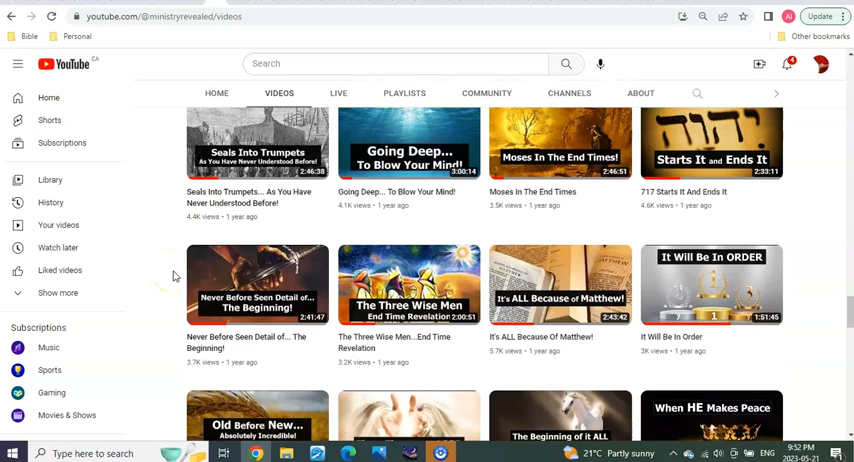 youtube.com/@ministryrevealed/videos
AI
Update
Bible
Personal
Other bookmarks
YouTube CA
Search
4
HOME
VIDEOS
LIVE
PLAYLISTS
COMMUNITY
CHANNELS
ABOUT
Home
Shorts
Subscriptions
Library
History
Your videos
Watch later
Liked videos
Show more
Subscriptions
Music
Sports
Gaming
Movies & Shows
Seals Into Trumpets
As You Have Never Understood Before!
2:46:38
Seals Into Trumpets... As You Have
Never Understood Before!
4.4K views • 1 year ago
Going Deep...
To Blow Your Mind!
3:00:14
Going Deep... To Blow Your Mind!
4.1K views • 1 year ago
Moses In The End Times!
2:46:51
Moses In The End Times
3.5K views • 1 year ago
יהוה
Starts It and Ends It
2:33:11
717 Starts It And Ends It
4.6K views • 1 year ago
Never Before Seen Detail of...
The Beginning!
2:41:47
Never Before Seen Detail of... The
Beginning!
3.7K views • 1 year ago
The Three Wise Men
End Time Revelation
2:00:51
The Three Wise Men...End Time
Revelation
3.2K views • 1 year ago
MATTHEW
It's ALL Because of Matthew!
2:43:42
It's ALL Because Of Matthew!
5.7K views • 1 year ago
It Will Be In ORDER
7
1
1:51:45
It Will Be In Order
3K views • 1 year ago
Old Before New...
Absolutely Incredible!
The Beginning of it ALL
When HE Makes Peace
Type here to search
21°C Partly sunny
ENG
9:52 PM
2023-05-21